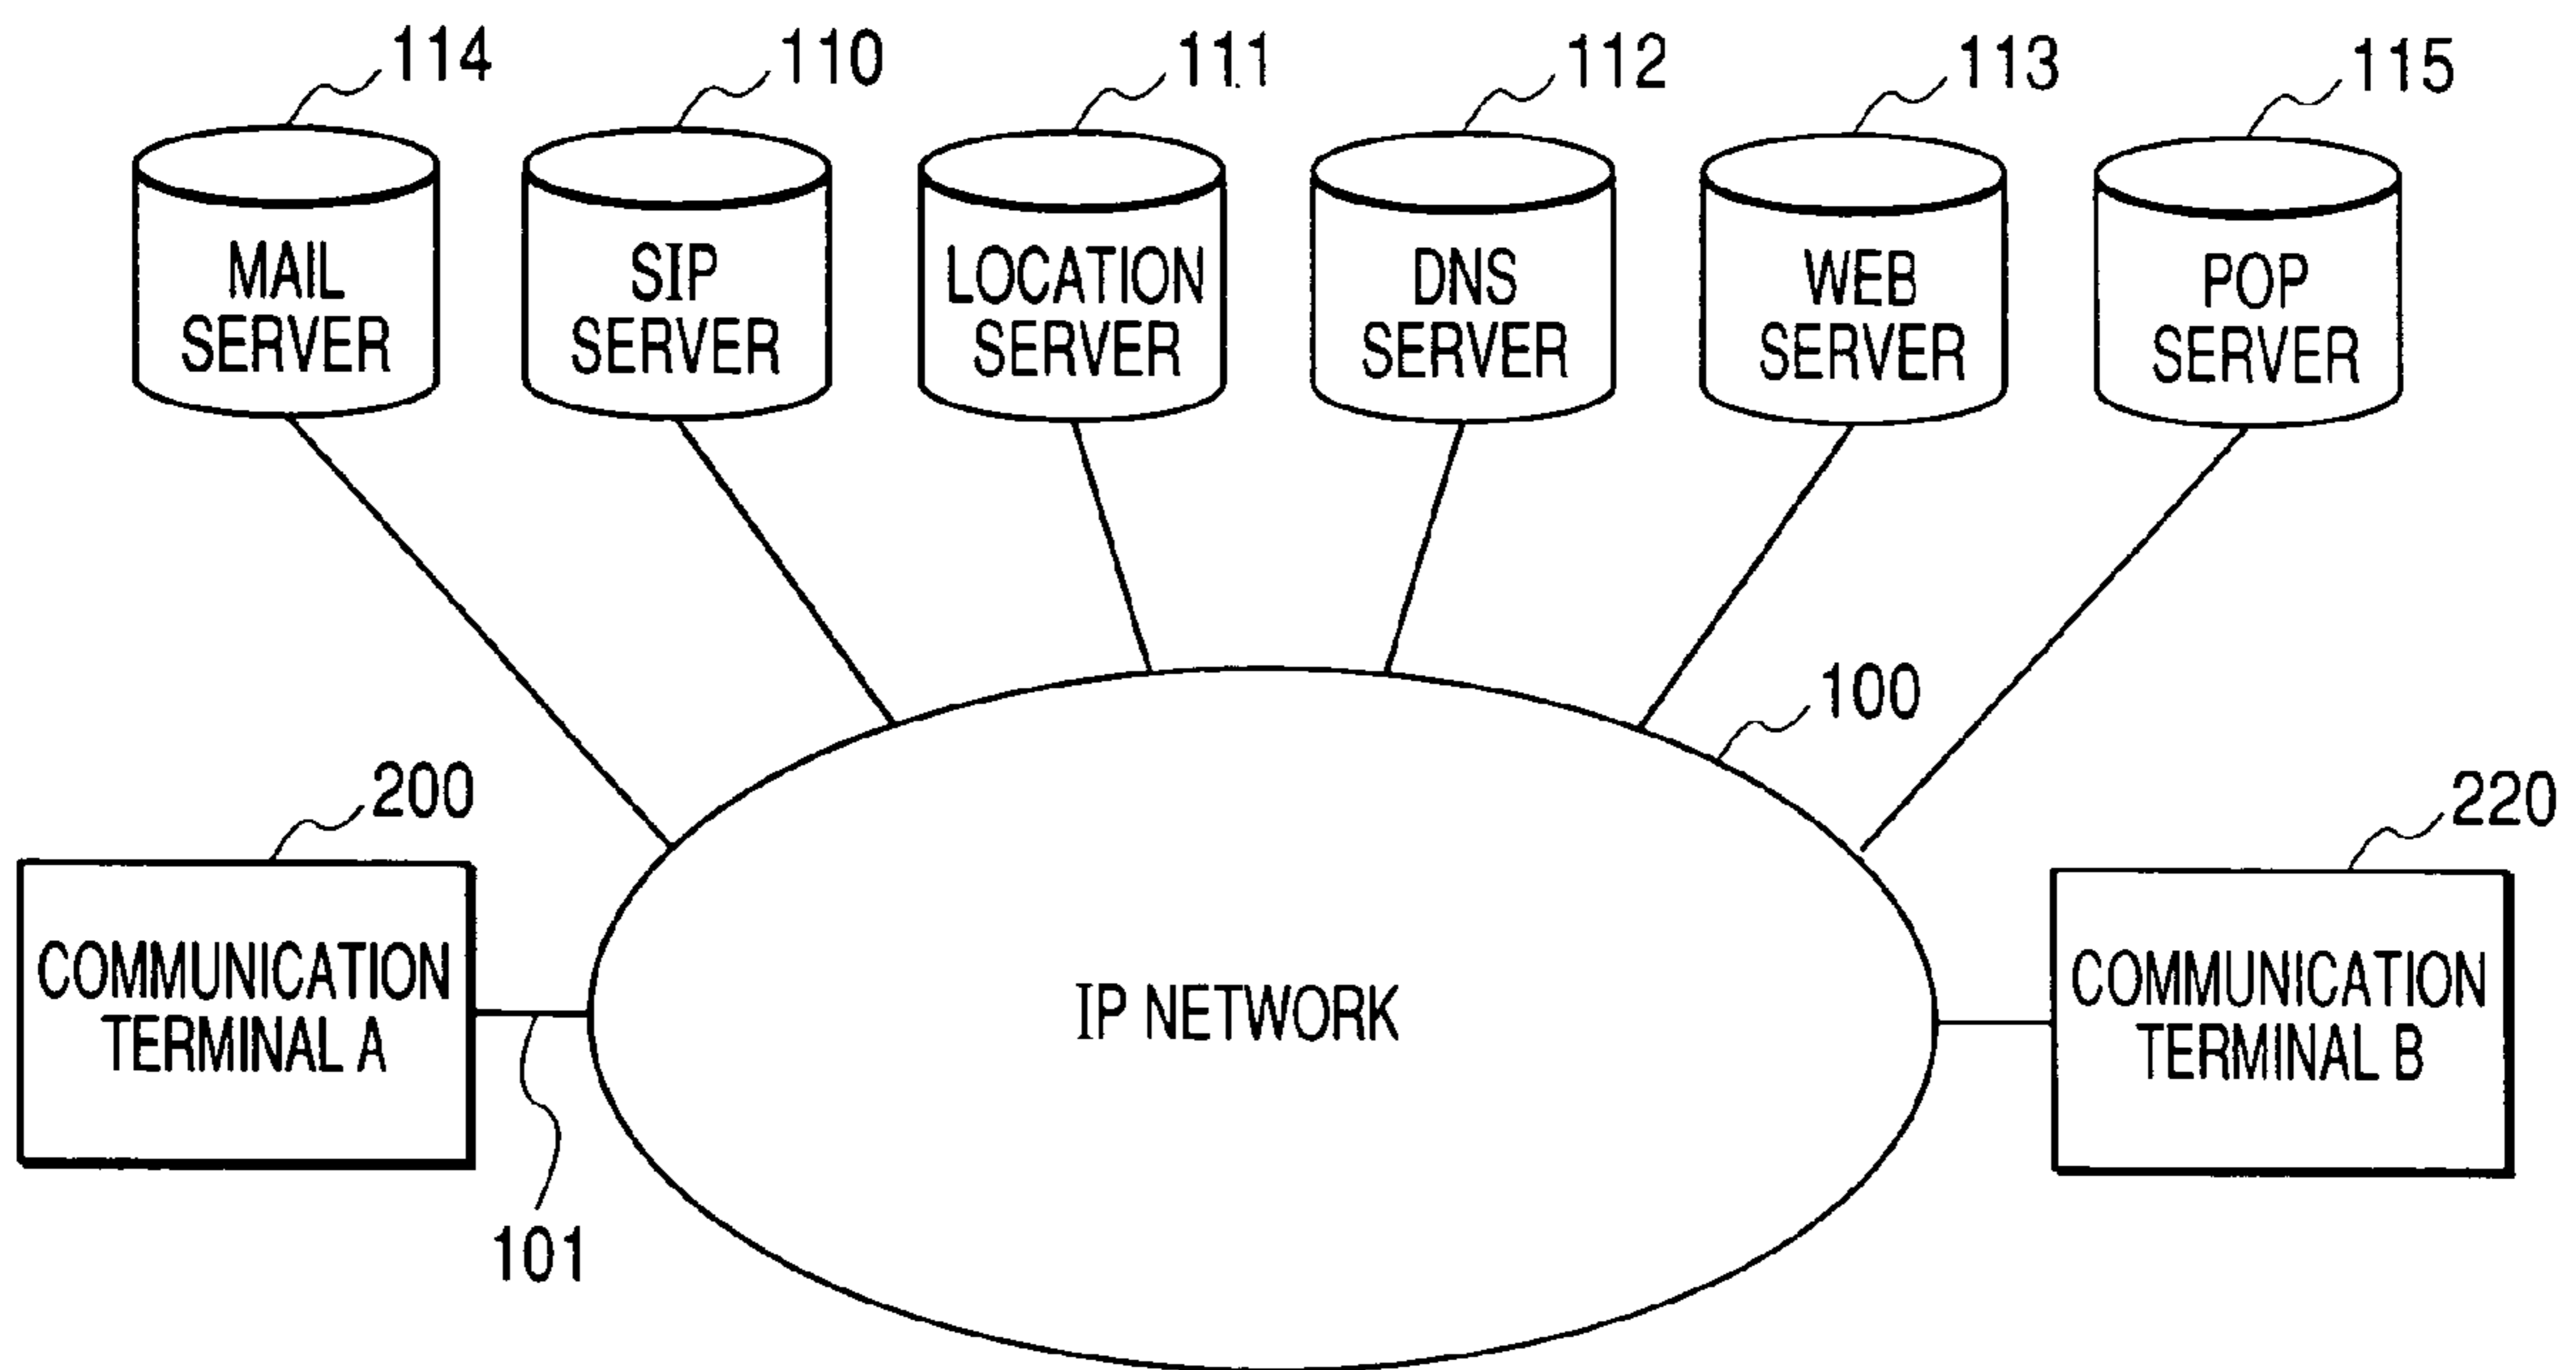 114
110
111
112
113
115
MAIL
SERVER
SIP
SERVER
LOCATION
SERVER
DNS
SERVER
WEB
SERVER
POP
SERVER
100
200
220
COMMUNICATION
TERMINAL A
IP NETWORK
COMMUNICATION
TERMINAL B
101